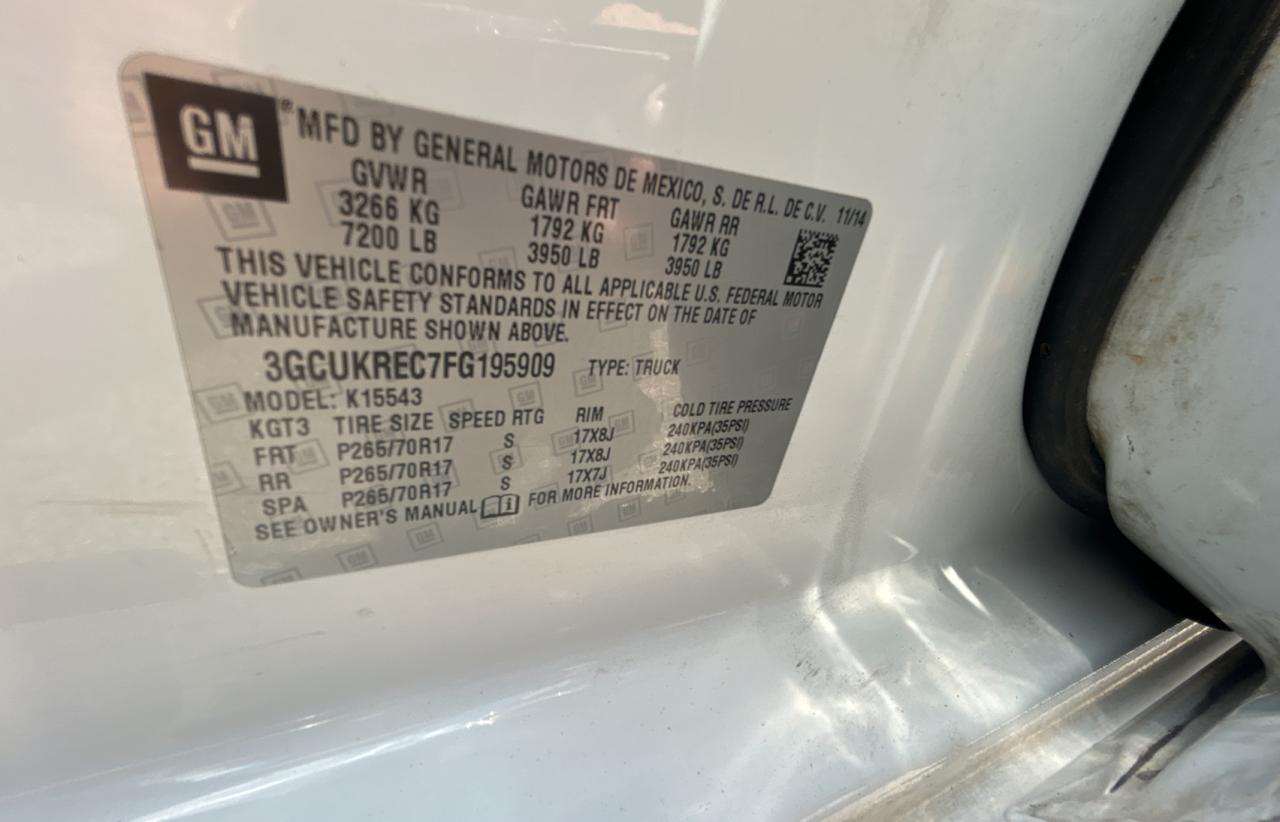 GM ® MFD BY GENERAL MOTORS DE MEXICO, S. DE R.L. DE C.V. 11/14
GVWR GAWR FRT GAWR RR
3266 KG 1792 KG 1792 KG
7200 LB 3950 LB 3950 LB
THIS VEHICLE CONFORMS TO ALL APPLICABLE U.S. FEDERAL MOTOR
VEHICLE SAFETY STANDARDS IN EFFECT ON THE DATE OF
MANUFACTURE SHOWN ABOVE.
3GCUKREC7FG195909 TYPE: TRUCK
MODEL: K15543
KGT3 TIRE SIZE SPEED RTG RIM COLD TIRE PRESSURE
FRT P265/70R17 S 17X8J 240KPA(35PSI)
RR P265/70R17 S 17X8J 240KPA(35PSI)
SPA P265/70R17 S 17X7J 240KPA(35PSI)
SEE OWNER'S MANUAL FOR MORE INFORMATION.